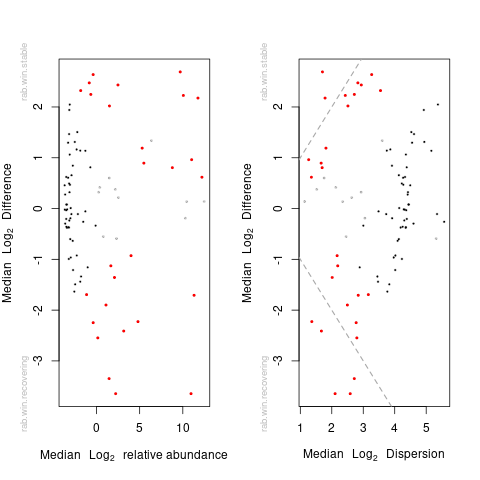 rab.win.stable
rab.win.recovering
Median Log2 Difference
2
1
0
-1
-2
-3
0
5
10
Median Log2 relative abundance
rab.win.stable
rab.win.recovering
Median Log2 Difference
2
1
0
-1
-2
-3
1
2
3
4
5
Median Log2 Dispersion